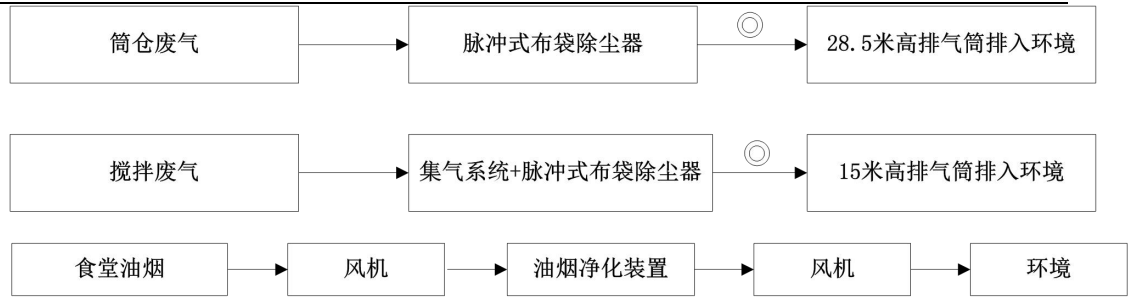 筒仓废气
脉冲式布袋除尘器
28.5米高排气筒排入环境
搅拌废气
集气系统+脉冲式布袋除尘器
15米高排气筒排入环境
食堂油烟
风机
油烟净化装置
风机
环境